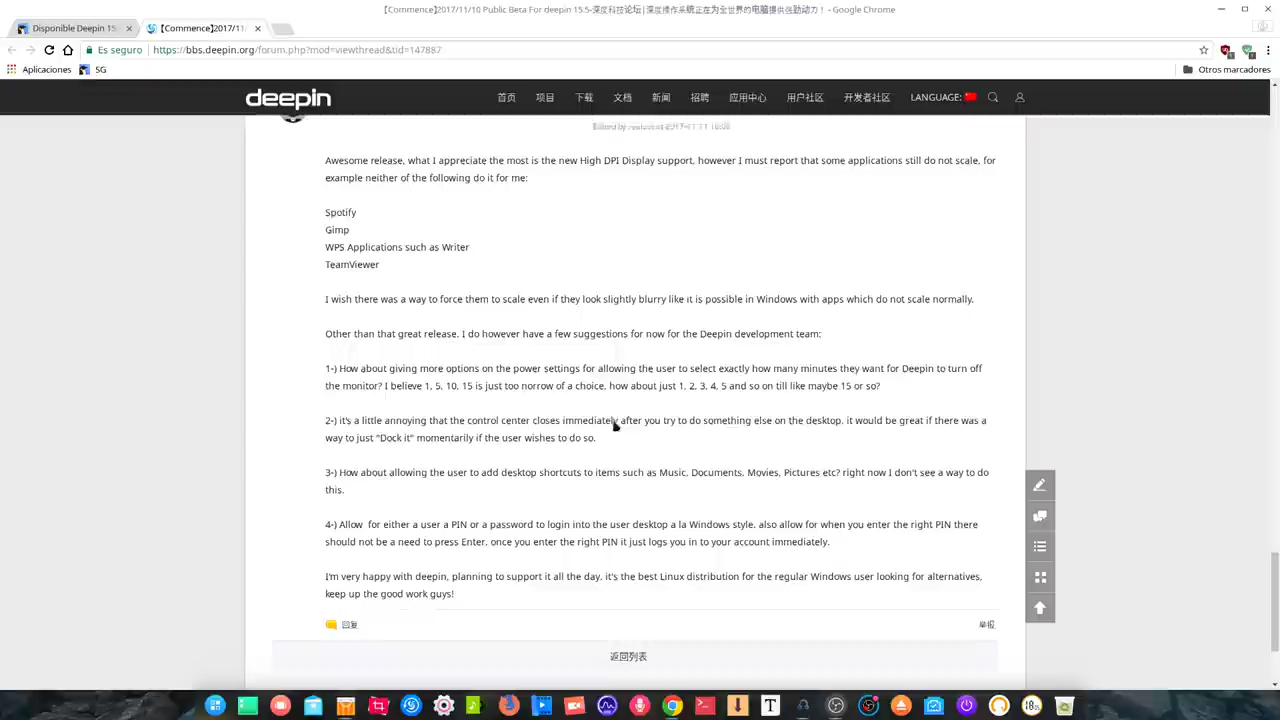 【Commence】2017/11/10 Public Beta For deepin 15.5-深度科技论坛|深度操作系统正在为全世界的电脑提供强劲动力！ - Google Chrome
Disponible Deepin 15
【Commence】2017/11/
Es seguro
https://bbs.deepin.org/forum.php?mod=viewthread&tid=147887
Aplicaciones
SG
Otros marcadores
deepin
首页
项目
下载
文档
新闻
招聘
应用中心
用户社区
开发者社区
LANGUAGE:
Awesome release, what I appreciate the most is the new High DPI Display support, however I must report that some applications still do not scale, for
example neither of the following do it for me:
Spotify
Gimp
WPS Applications such as Writer
TeamViewer
I wish there was a way to force them to scale even if they look slightly blurry like it is possible in Windows with apps which do not scale normally.
Other than that great release. I do however have a few suggestions for now for the Deepin development team:
1-) How about giving more options on the power settings for allowing the user to select exactly how many minutes they want for Deepin to turn off
the monitor? I believe 1, 5, 10, 15 is just too norrow of a choice, how about just 1, 2, 3, 4, 5 and so on till like maybe 15 or so?
2-) it's a little annoying that the control center closes immediately after you try to do something else on the desktop. it would be great if there was a
way to just "Dock it" momentarily if the user wishes to do so.
3-) How about allowing the user to add desktop shortcuts to items such as Music, Documents, Movies, Pictures etc? right now I don't see a way to do
this.
4-) Allow for either a user a PIN or a password to login into the user desktop a la Windows style. also allow for when you enter the right PIN there
should not be a need to press Enter, once you enter the right PIN it just logs you in to your account immediately.
I'm very happy with deepin, planning to support it all the day. it's the best Linux distribution for the regular Windows user looking for alternatives,
keep up the good work guys!
回复
举报
返回列表